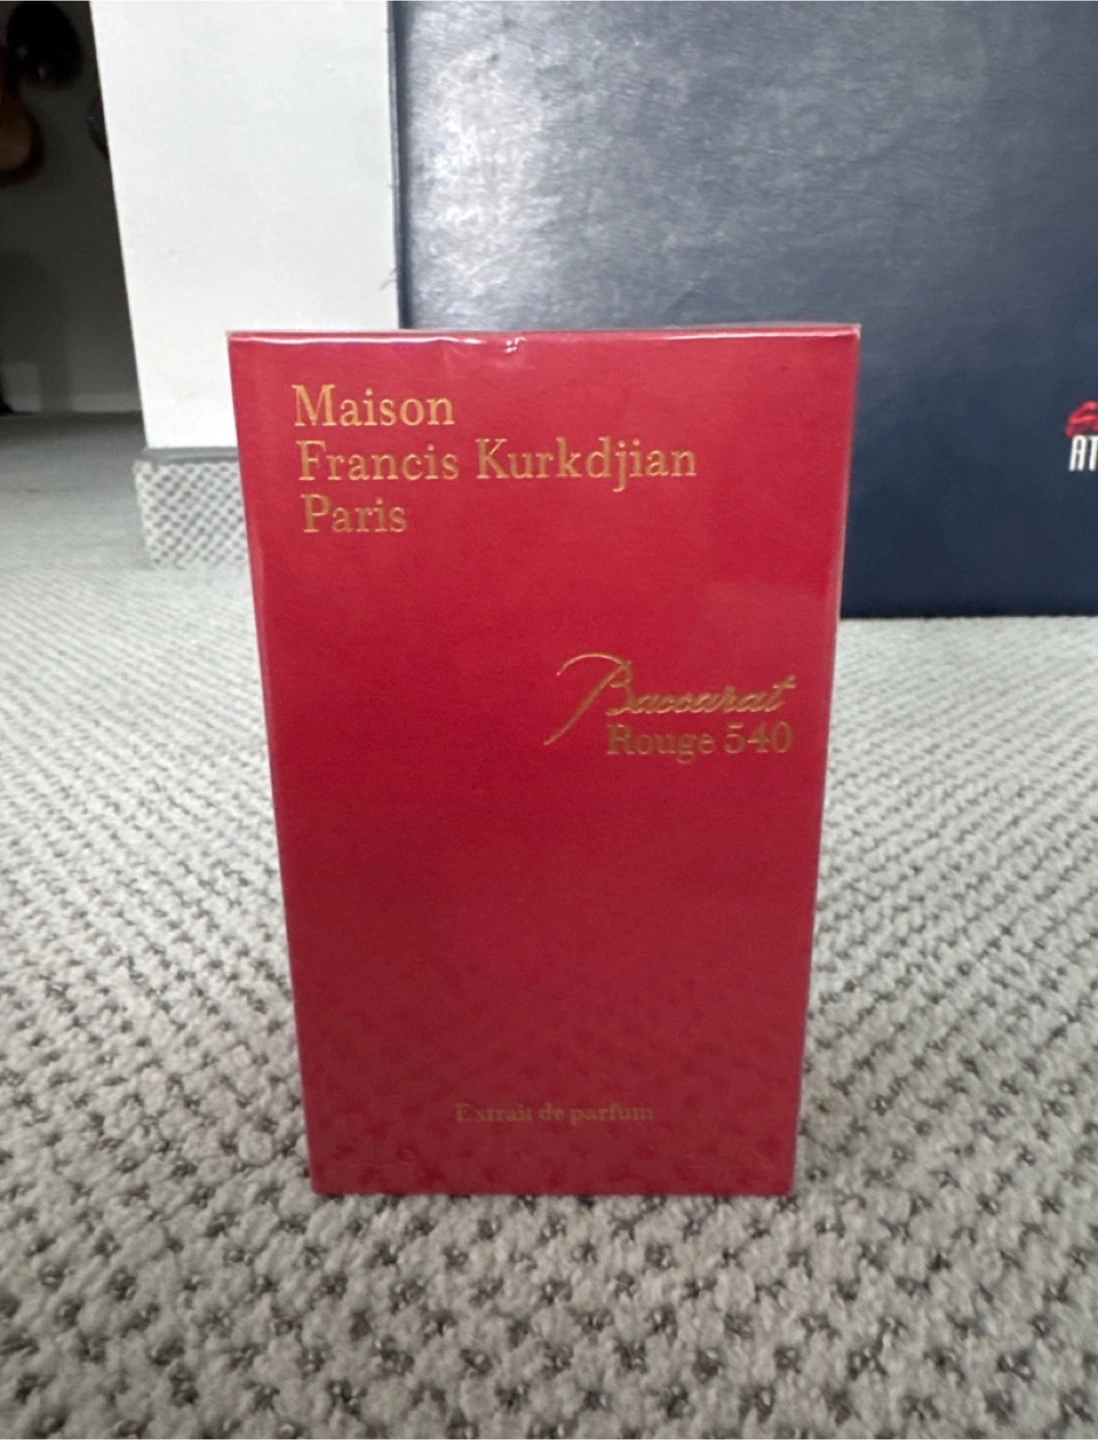 Maison
Francis Kurkdjian
Paris
Baccarat
Rouge 540
Extrait de parfum